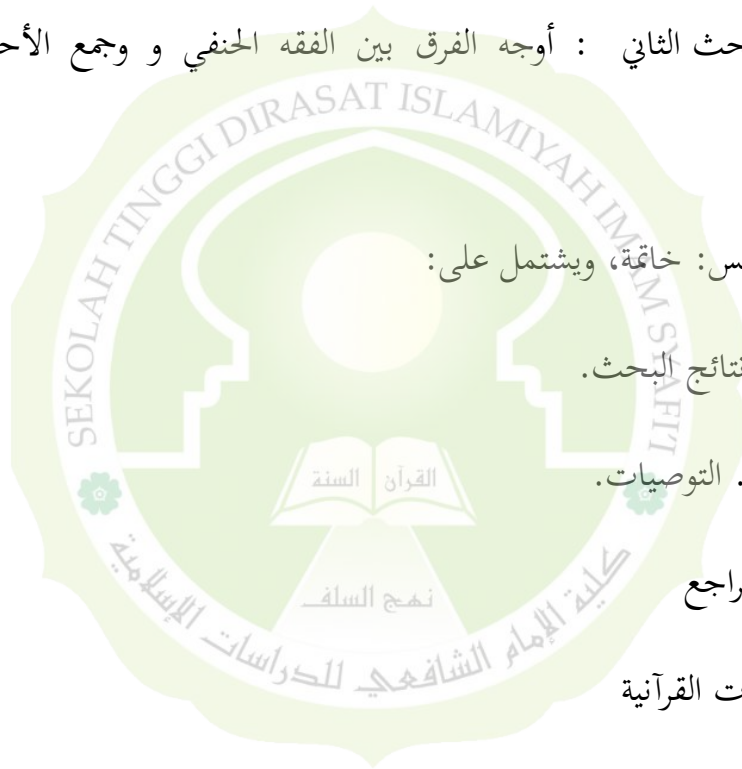 حث الثاني : أوجه الفرق بين الفقه الحنفي و وجمع الأح
SEKOLAH TINGGI DIRASAT ISLAMIYAH IMAM SYAFI'I
س: خاتمة، ويشتمل على:
نتائج البحث.
. التوصيات.
القرآن السنة
راجع
نهج السلف
ت القرآنية
كلية الإمام الشافعي للدراسات الإسلامية